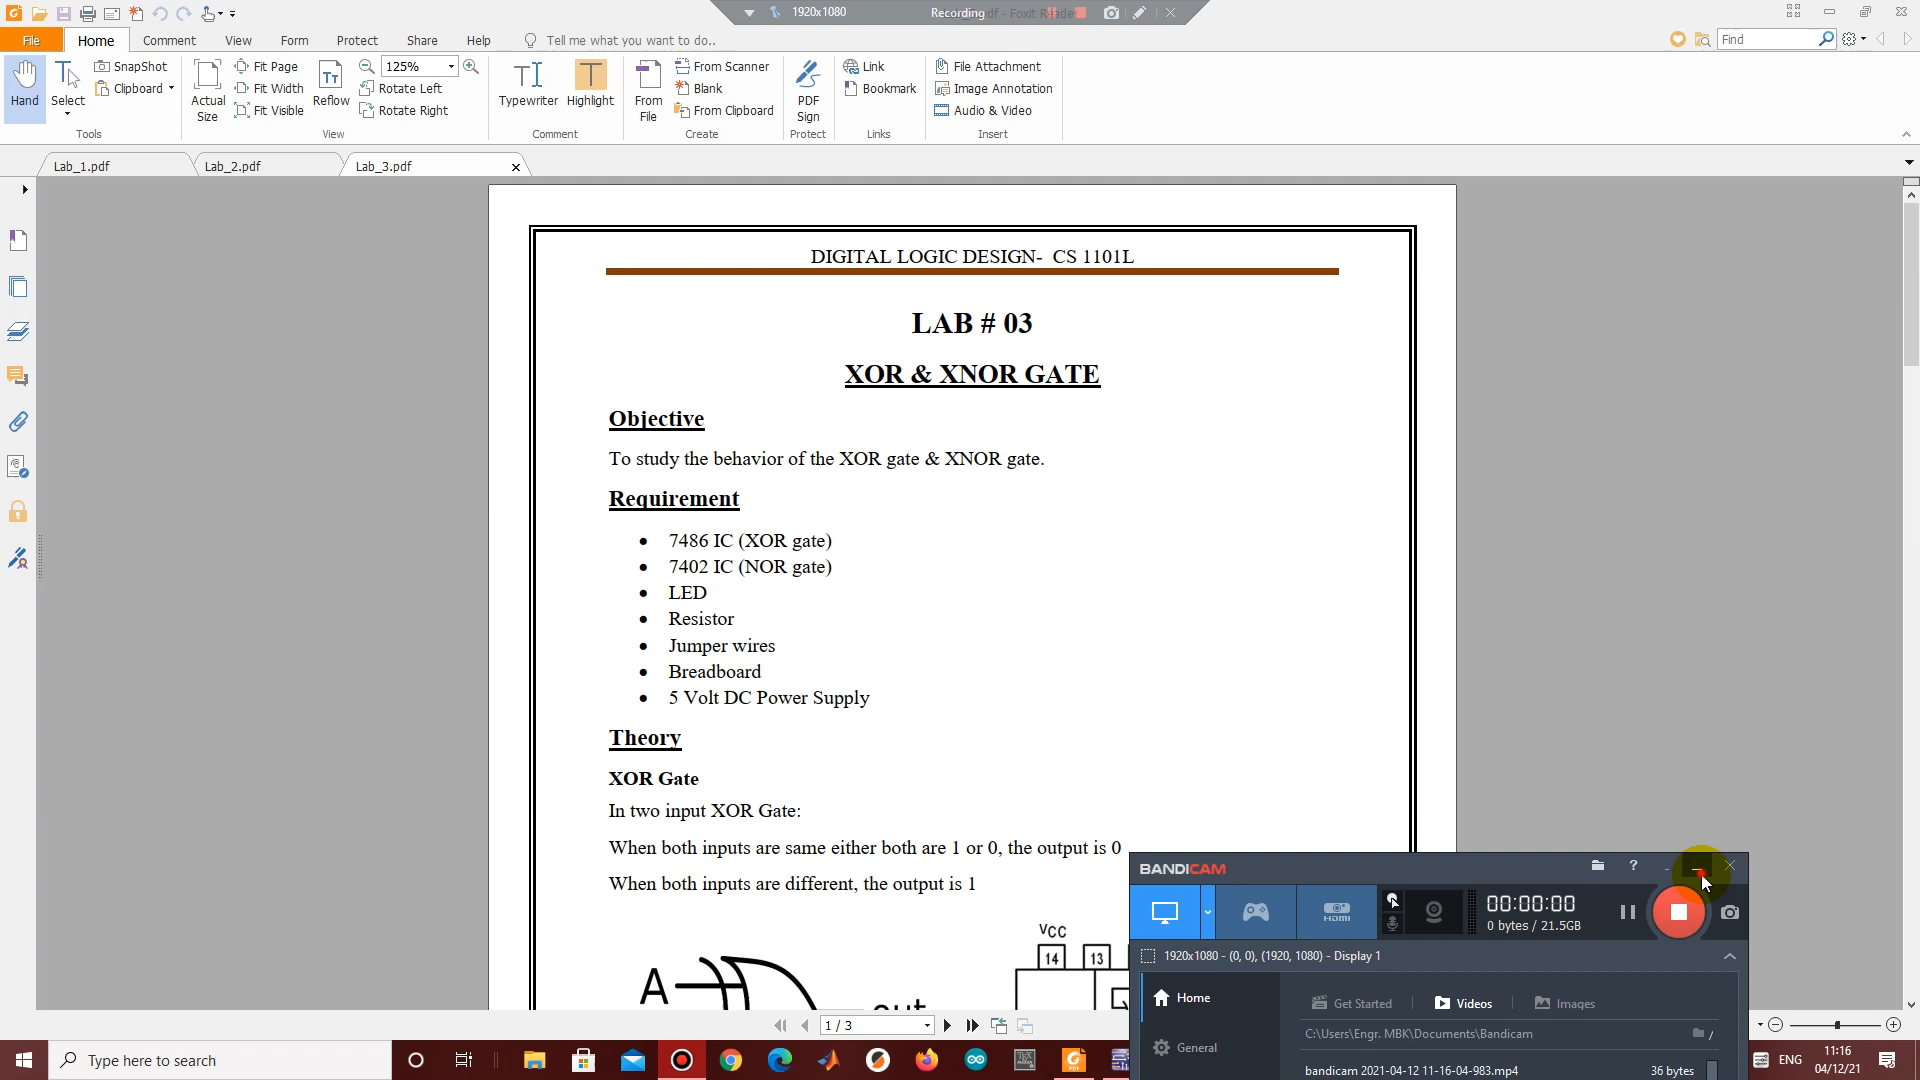 1920x1080
Recording
df - Foxit Reader
File
Home
Comment
View
Form
Protect
Share
Help
Tell me what you want to do..
Find
Hand
Select
SnapShot
Clipboard
Tools
Actual
Size
Fit Page
Fit Width
Fit Visible
Reflow
125%
Rotate Left
Rotate Right
View
Typewriter
Highlight
Comment
From
File
From Scanner
Blank
From Clipboard
Create
PDF
Sign
Protect
Link
Bookmark
Links
File Attachment
Image Annotation
Audio & Video
Insert
Lab_1.pdf
Lab_2.pdf
Lab_3.pdf
DIGITAL LOGIC DESIGN- CS 1101L
LAB # 03
XOR & XNOR GATE
Objective
To study the behavior of the XOR gate & XNOR gate.
Requirement
• 7486 IC (XOR gate)
• 7402 IC (NOR gate)
• LED
• Resistor
• Jumper wires
• Breadboard
• 5 Volt DC Power Supply
Theory
XOR Gate
In two input XOR Gate:
When both inputs are same either both are 1 or 0, the output is 0
When both inputs are different, the output is 1
VCC
14 13
A
out
BANDICAM
HDMI
00:00:00
0 bytes / 21.5GB
1920x1080 - (0, 0), (1920, 1080) - Display 1
Home
General
Get Started
Videos
Images
C:\Users\Engr. MBK\Documents\Bandicam
bandicam 2021-04-12 11-16-04-983.mp4
36 bytes
1 / 3
Type here to search
ENG
11:16
04/12/21